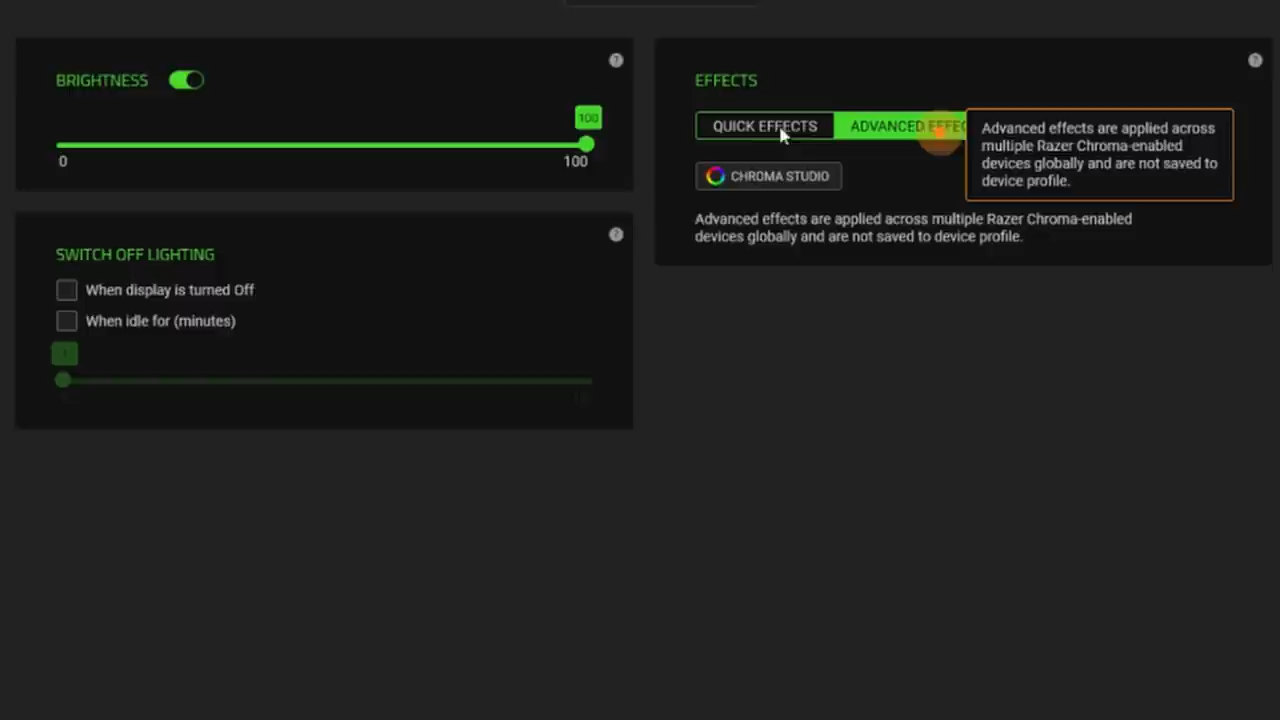 BRIGHTNESS
100
0
100
SWITCH OFF LIGHTING
When display is turned Off
When idle for (minutes)
EFFECTS
QUICK EFFECTS
ADVANCED EFFEC
CHROMA STUDIO
Advanced effects are applied across multiple Razer Chroma-enabled
devices globally and are not saved to device profile.
Advanced effects are applied across
multiple Razer Chroma-enabled
devices globally and are not saved to
device profile.